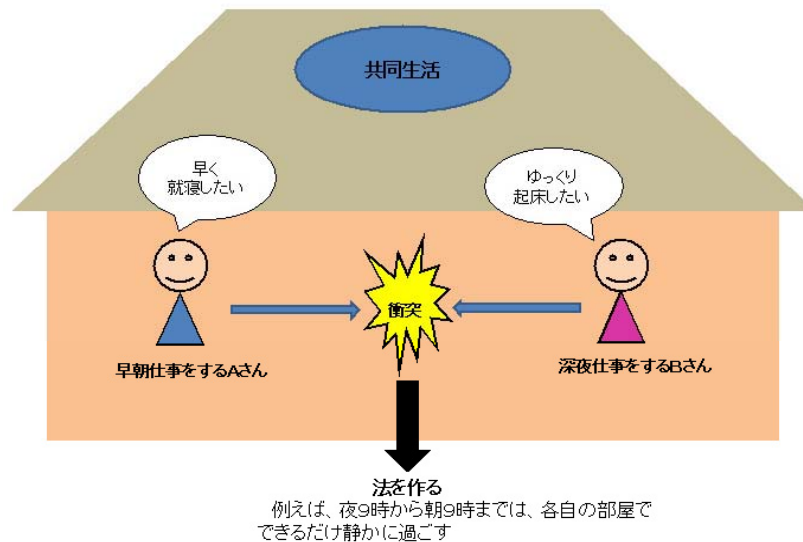 共同生活
早く
就寝したい
ゆっくり
起床したい
衝突
早朝仕事をするAさん
深夜仕事をするBさん
法を作る
例えば、夜9時から朝9時までは、各自の部屋で
できるだけ静かに過ごす